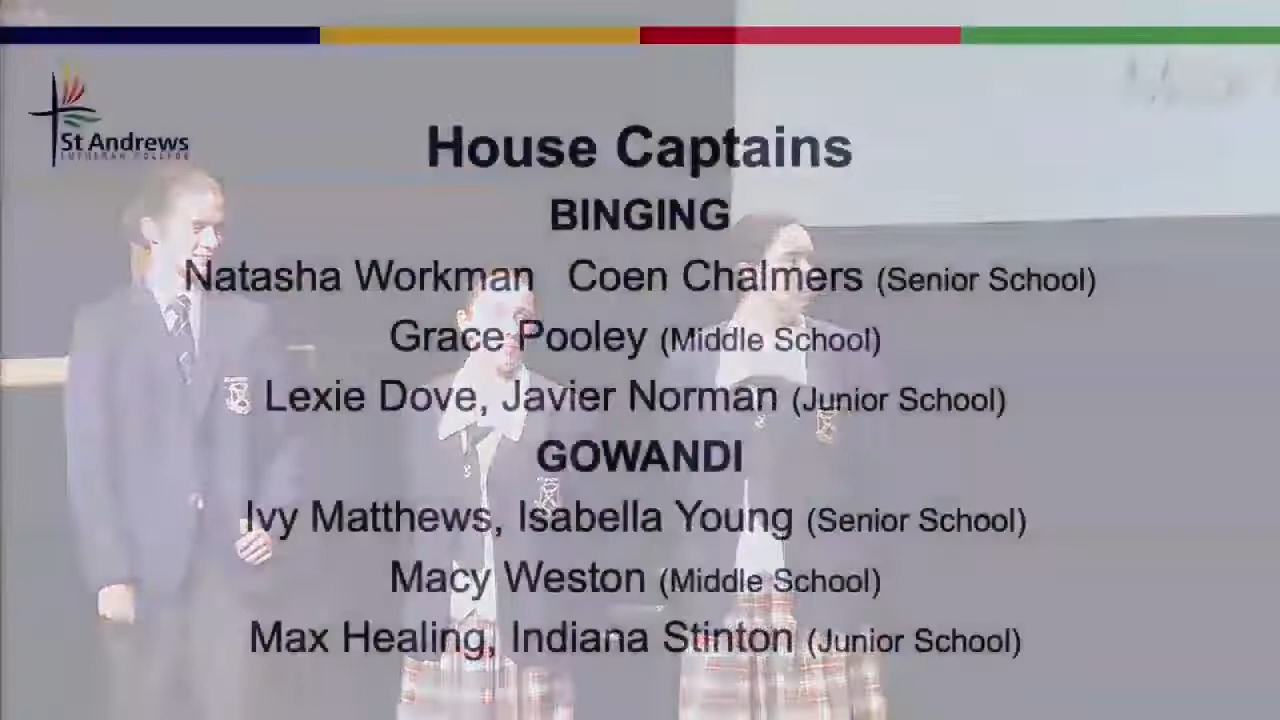 St Andrews
LUTHERAN COLLEGE
House Captains
BINGING
Natasha Workman Coen Chalmers (Senior School)
Grace Pooley (Middle School)
Lexie Dove, Javier Norman (Junior School)
GOWANDI
Ivy Matthews, Isabella Young (Senior School)
Macy Weston (Middle School)
Max Healing, Indiana Stinton (Junior School)